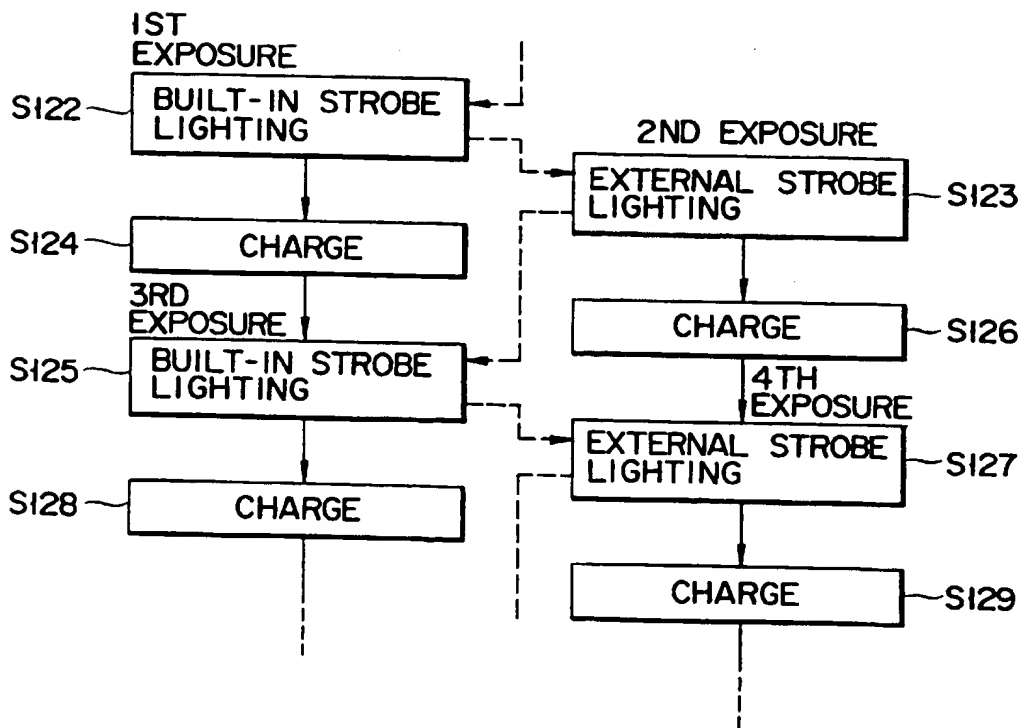 1ST
EXPOSURE
S122
BUILT-IN STROBE
LIGHTING
2ND EXPOSURE
EXTERNAL STROBE
LIGHTING
S123
S124
CHARGE
3RD
EXPOSURE
CHARGE
S126
S125
BUILT-IN STROBE
LIGHTING
4TH
EXPOSURE
EXTERNAL STROBE
LIGHTING
S127
S128
CHARGE
CHARGE
S129